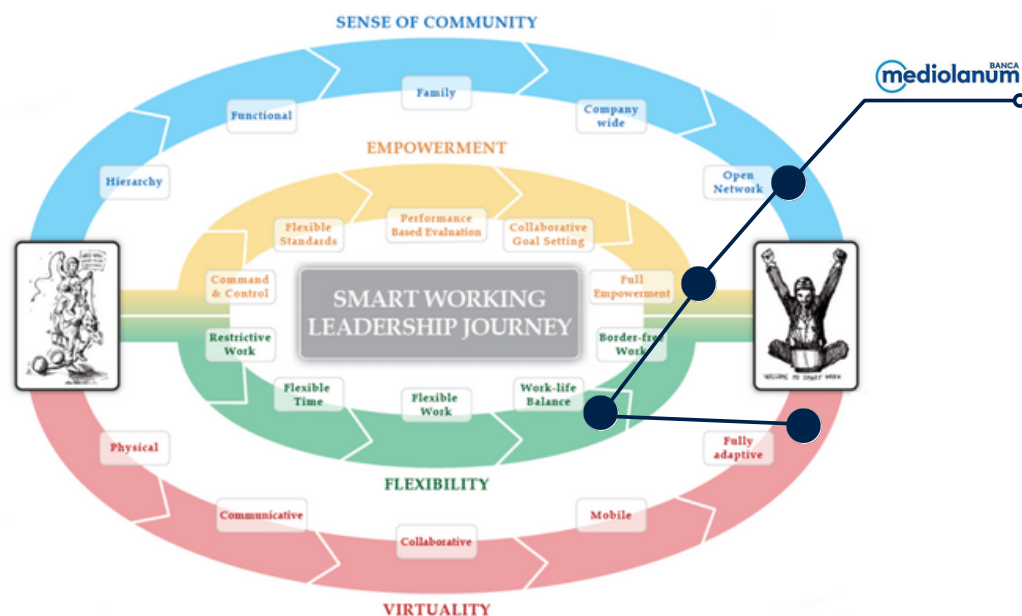 SENSE OF COMMUNITY
BANCA
mediolanum
Family
Functional
Company
wide
EMPOWERMENT
Hierarchy
Open
Network
Flexible
Standards
Performance
Based Evaluation
Collaborative
Goal Setting
Command
& Control
Full
Empowerment
SMART WORKING
LEADERSHIP JOURNEY
Restrictive
Work
Border-free
Work
Flexible
Time
Flexible
Work
Work-life
Balance
WELCOME TO SMART WORK
Physical
Fully
adaptive
FLEXIBILITY
Communicative
Mobile
Collaborative
VIRTUALITY